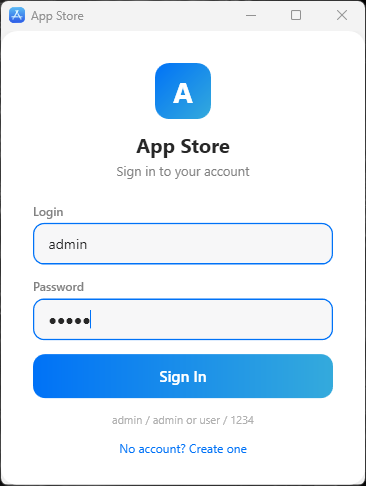 App Store
A
App Store
Sign in to your account
Login
admin
Password
●●●●●
Sign In
admin / admin or user / 1234
No account? Create one